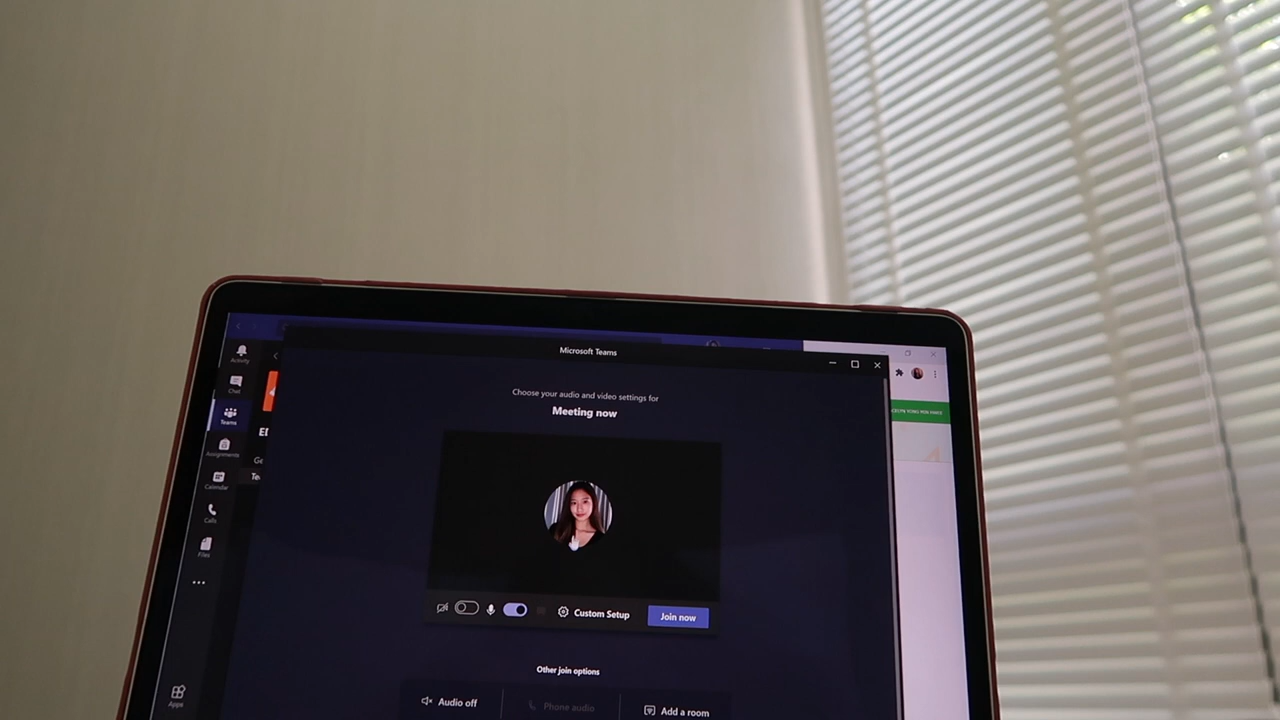 Microsoft Teams
Activity
Chat
Teams
Assignments
Calendar
Calls
Files
Apps
Choose your audio and video settings for
Meeting now
Custom Setup
Join now
Other join options
Audio off
Phone audio
Add a room